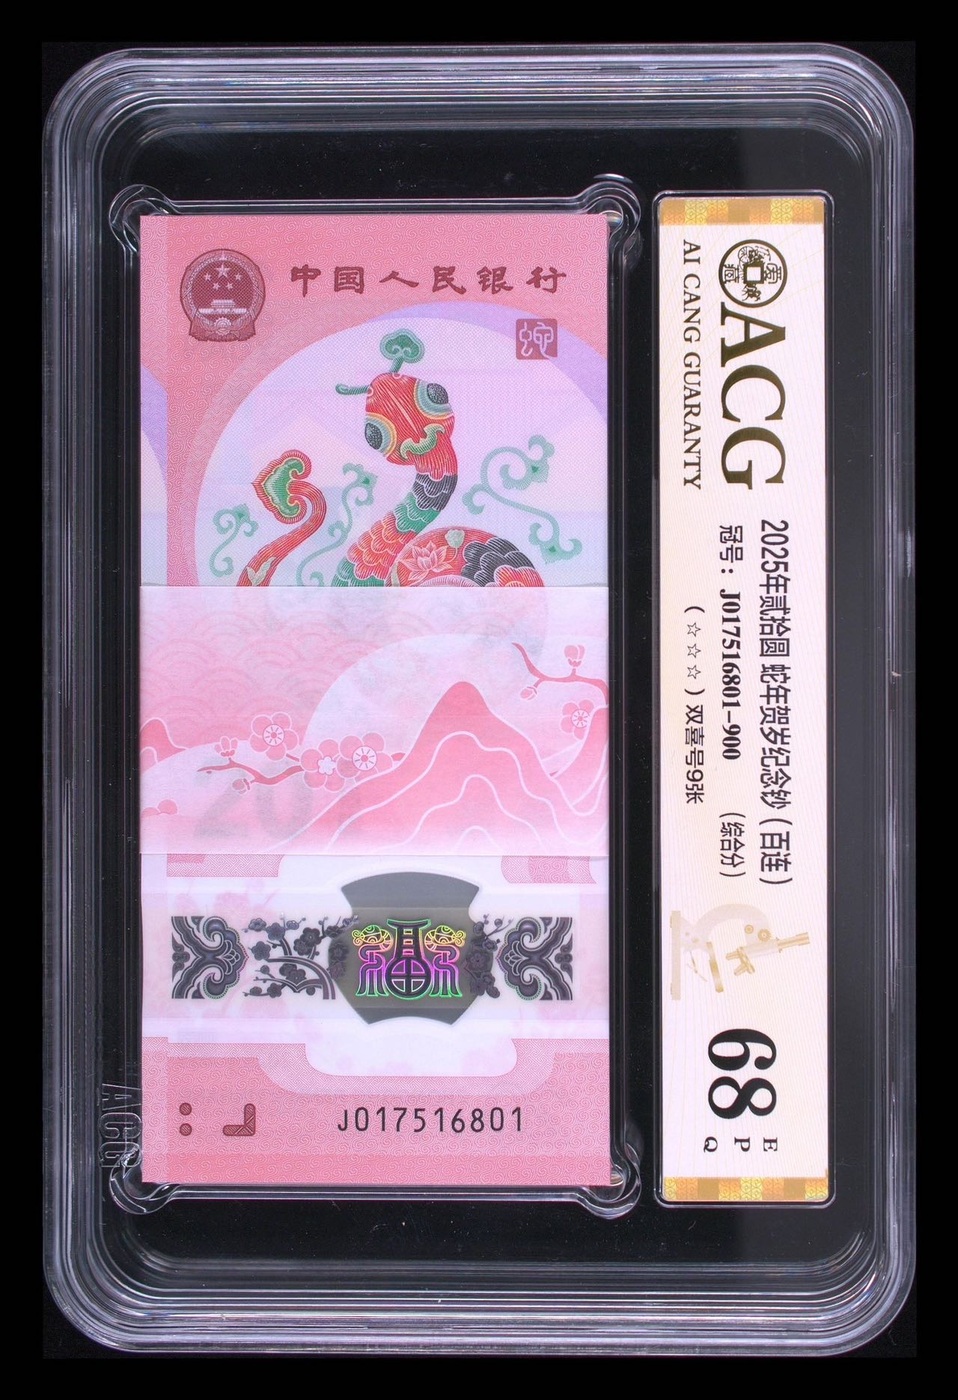 中国人民银行
蛇
202
J017516801
ACG
ACG
AI CANG GUARANTY
2025年贰拾圆 蛇年贺岁纪念钞（百连）
冠号：J017516801-900 （综合分）
（☆☆☆）双喜号9张
68
E
P
Q